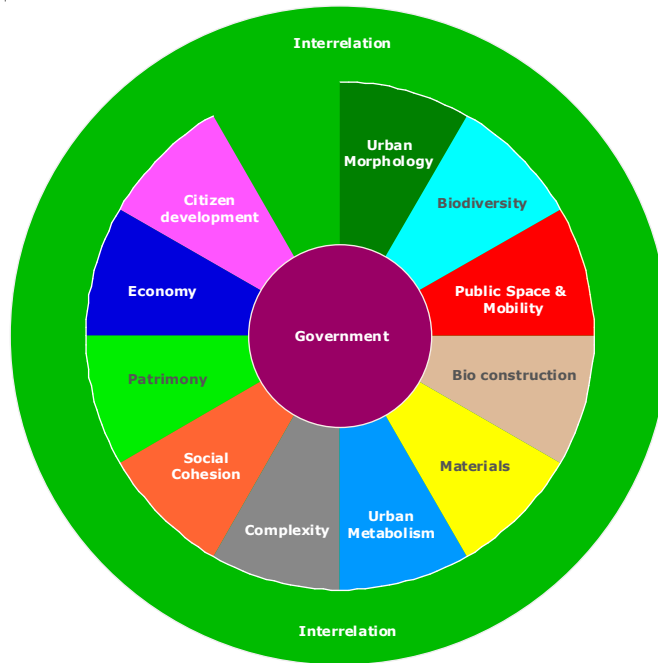 Interrelation
Urban
Morphology
Biodiversity
Public Space &
Mobility
Bio construction
Materials
Urban
Metabolism
Complexity
Social
Cohesion
Patrimony
Economy
Citizen
development
Government
Interrelation